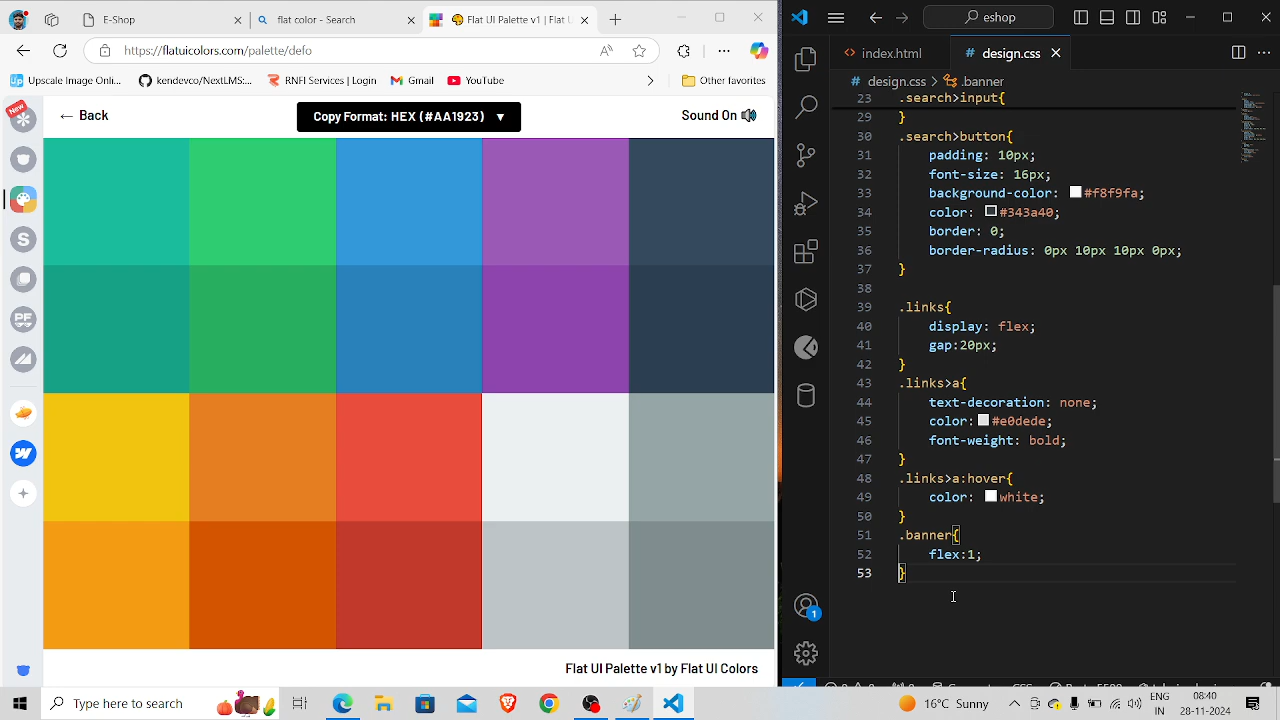 E-Shop
flat color - Search
Flat UI Palette v1 | Flat U
https://flatuicolors.com/palette/defo
Upscale Image Co...
kendevco/NextLMS:...
RNFI Services | Login
Gmail
YouTube
Other favorites
New
← Back
Copy Format: HEX (#AA1923) ▼
Sound On
Flat UI Palette v1 by Flat UI Colors
eshop
index.html
# design.css
# design.css > .banner
23 .search>input{
29 }
30 .search>button{
31 padding: 10px;
32 font-size: 16px;
33 background-color: #f8f9fa;
34 color: #343a40;
35 border: 0;
36 border-radius: 0px 10px 10px 0px;
37 }
38
39 .links{
40 display: flex;
41 gap:20px;
42 }
43 .links>a{
44 text-decoration: none;
45 color: #e0dede;
46 font-weight: bold;
47 }
48 .links>a:hover{
49 color: white;
50 }
51 .banner{
52 flex:1;
53 }
1
Type here to search
16°C Sunny
ENG
IN
08:40
28-11-2024